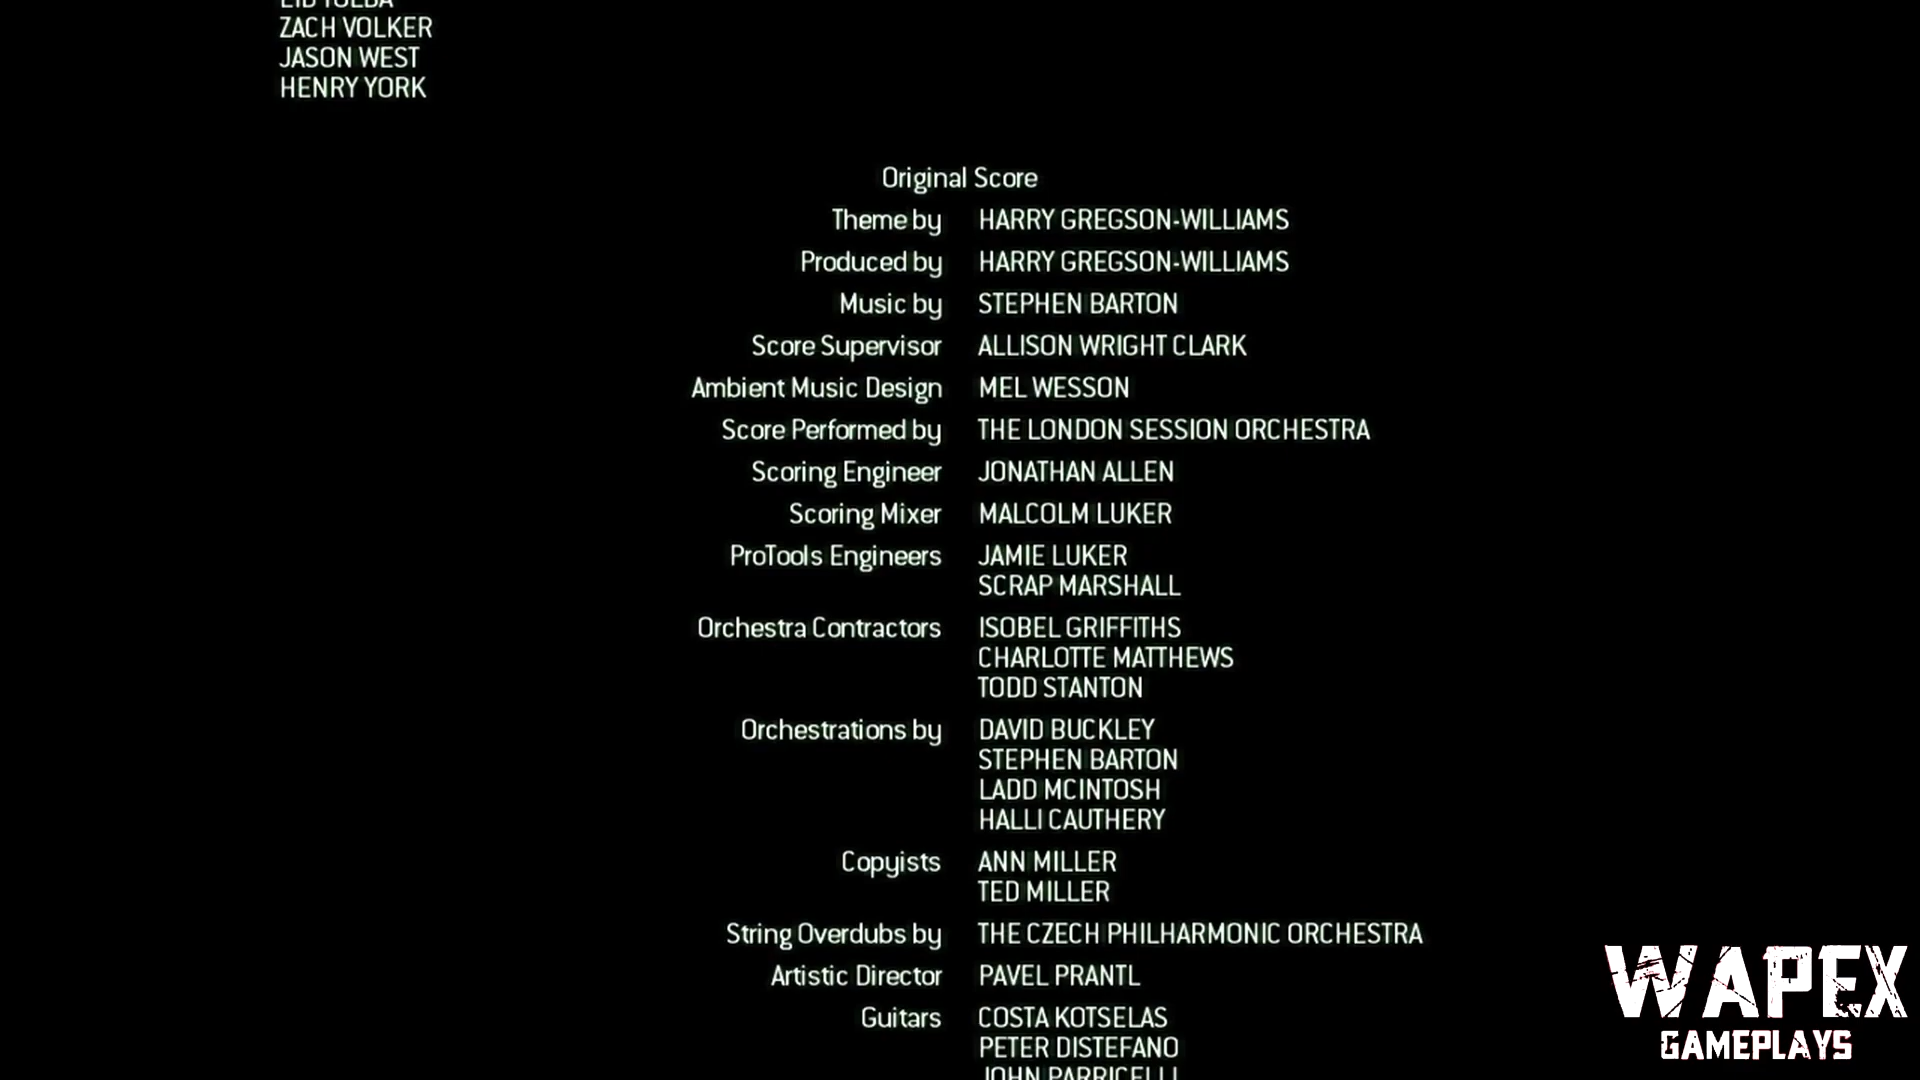 ZACH VOLKER
JASON WEST
HENRY YORK
Original Score
Theme by HARRY GREGSON-WILLIAMS
Produced by HARRY GREGSON-WILLIAMS
Music by STEPHEN BARTON
Score Supervisor ALLISON WRIGHT CLARK
Ambient Music Design MEL WESSON
Score Performed by THE LONDON SESSION ORCHESTRA
Scoring Engineer JONATHAN ALLEN
Scoring Mixer MALCOLM LUKER
ProTools Engineers JAMIE LUKER
SCRAP MARSHALL
Orchestra Contractors ISOBEL GRIFFITHS
CHARLOTTE MATTHEWS
TODD STANTON
Orchestrations by DAVID BUCKLEY
STEPHEN BARTON
LADD MCINTOSH
HALLI CAUTHERY
Copyists ANN MILLER
TED MILLER
String Overdubs by THE CZECH PHILHARMONIC ORCHESTRA
Artistic Director PAVEL PRANTL
Guitars COSTA KOTSELAS
PETER DISTEFANO
JOHN PARRICELLI
WAPEX
GAMEPLAYS